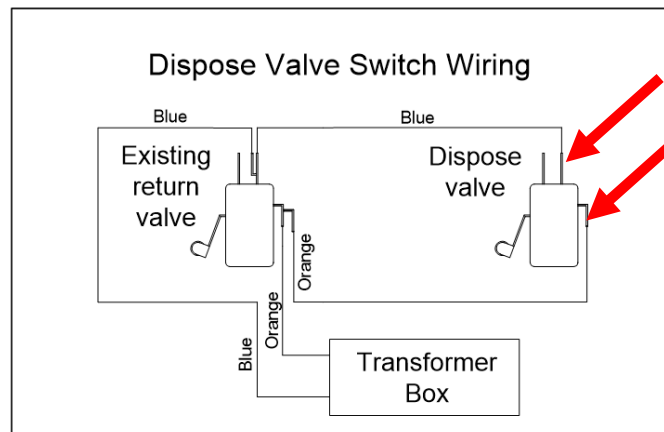 Dispose Valve Switch Wiring
Blue
Blue
Existing
return
valve
Dispose
valve
Orange
Orange
Blue
Transformer
Box